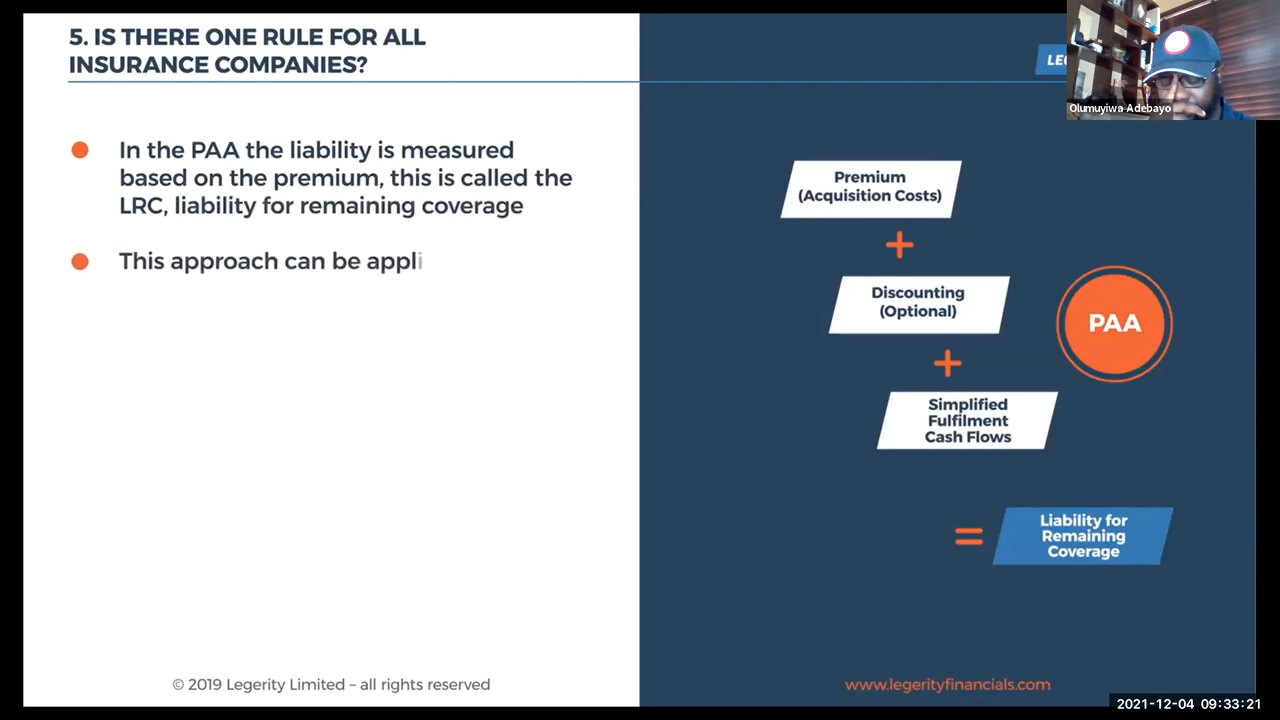 5. IS THERE ONE RULE FOR ALL
INSURANCE COMPANIES?
Olumuyiwa Adebayo
In the PAA the liability is measured
based on the premium, this is called the
LRC, liability for remaining coverage
This approach can be appli
Premium
(Acquisition Costs)
+
Discounting
(Optional)
+
Simplified
Fulfilment
Cash Flows
PAA
=
Liability for
Remaining
Coverage
© 2019 Legerity Limited – all rights reserved
www.legerityfinancials.com
2021-12-04 09:33:21